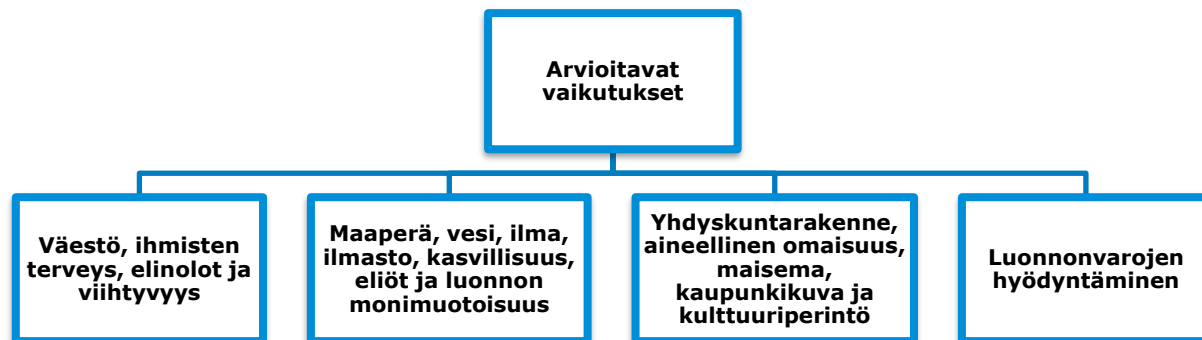 Arvioitavat
vaikutukset
Väestö, ihmisten
terveys, elinolot ja
viihtyvyys
Maaperä, vesi, ilma,
ilmasto, kasvillisuus,
eliöt ja luonnon
monimuotoisuus
Yhdyskuntarakenne,
aineellinen omaisuus,
maisema,
kaupunkikuva ja
kulttuuriperintö
Luonnonvarojen
hyödyntäminen